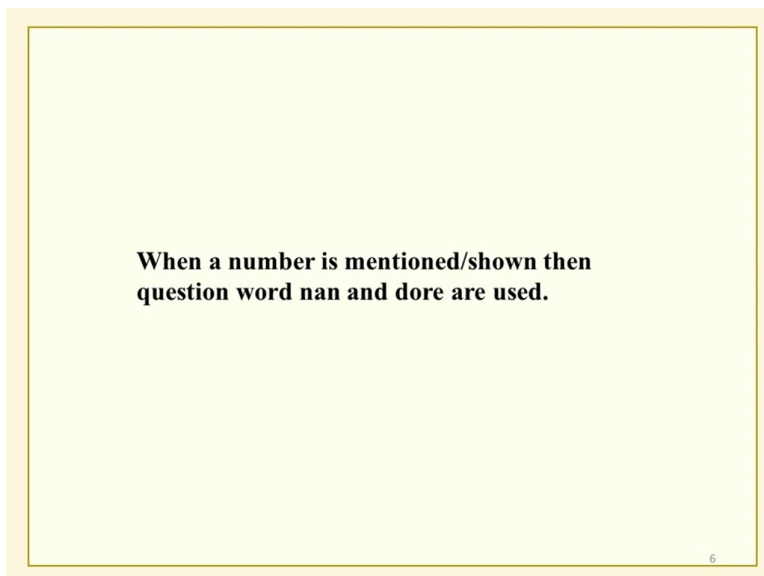 When a number is mentioned/shown then
question word nan and dore are used.
6